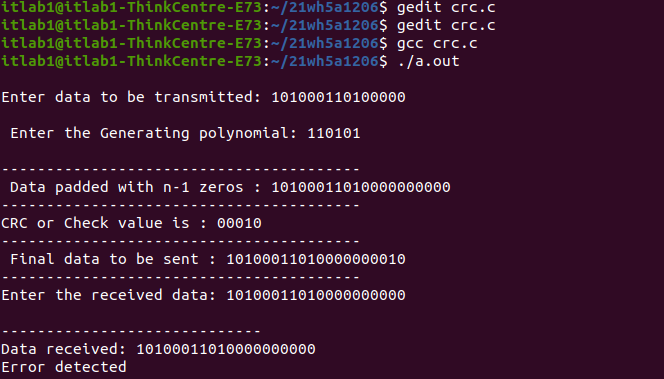 itlab1@itlab1-ThinkCentre-E73:~/21wh5a1206$ gedit crc.c
itlab1@itlab1-ThinkCentre-E73:~/21wh5a1206$ gedit crc.c
itlab1@itlab1-ThinkCentre-E73:~/21wh5a1206$ gcc crc.c
itlab1@itlab1-ThinkCentre-E73:~/21wh5a1206$ ./a.out
Enter data to be transmitted: 101000110100000
Enter the Generating polynomial: 110101
----------------------------------------
Data padded with n-1 zeros : 10100011010000000000
----------------------------------------
CRC or Check value is : 00010
----------------------------------------
Final data to be sent : 10100011010000000010
----------------------------------------
Enter the received data: 10100011010000000000
-----------------------------
Data received: 10100011010000000000
Error detected